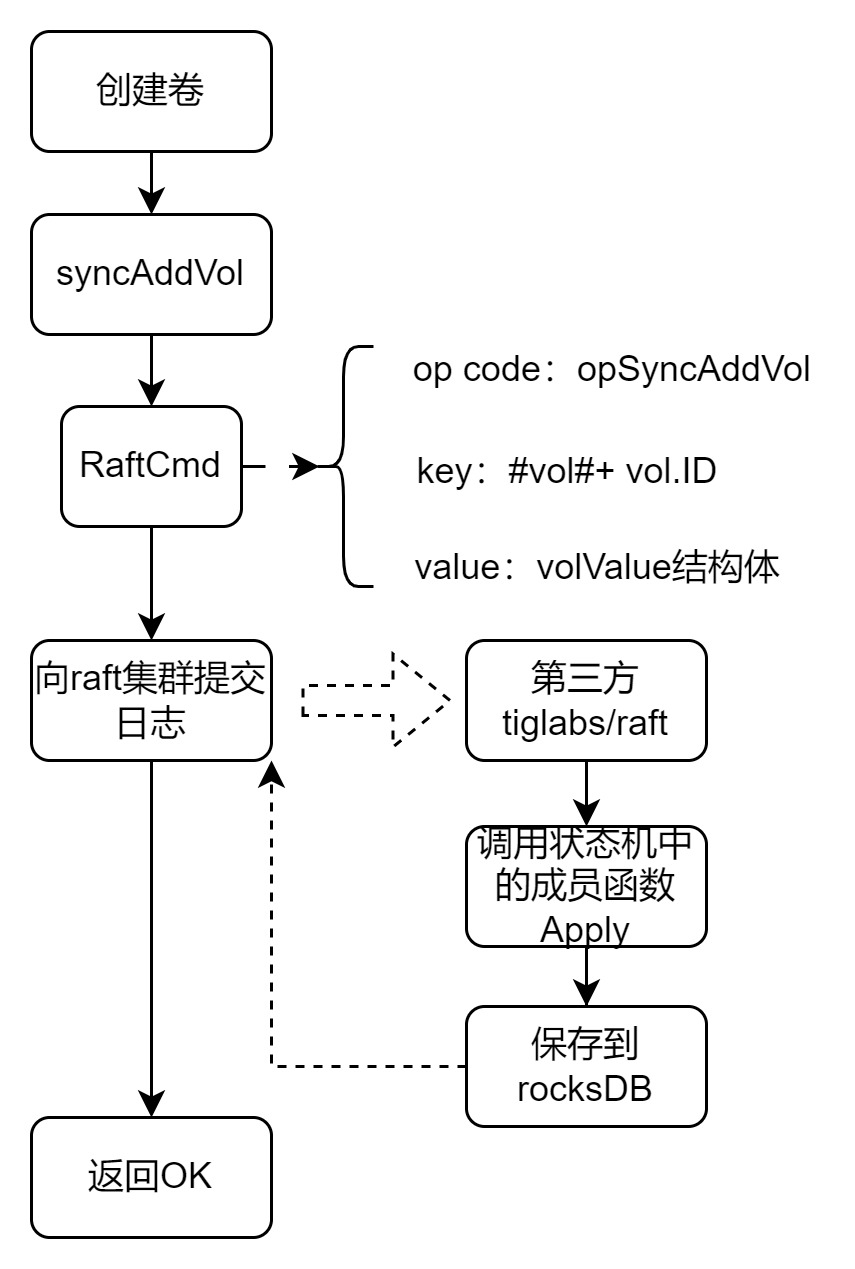 创建卷
syncAddVol
RaftCmd
op code：opSyncAddVol
key：#vol#+ vol.ID
value：volValue结构体
向raft集群提交
日志
第三方
tiglabs/raft
调用状态机中
的成员函数
Apply
保存到
rocksDB
返回OK